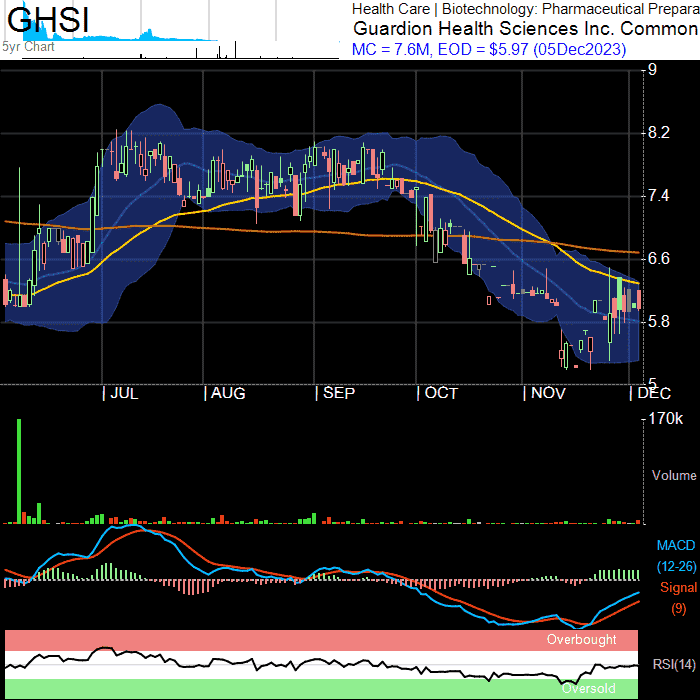 GHSI
Health Care | Biotechnology: Pharmaceutical Prepara
Guardion Health Sciences Inc. Common
5yr Chart
MC = 7.6M, EOD = $5.97 (05Dec2023)
9
8.2
7.4
6.6
5.8
5
JUL AUG SEP OCT NOV DEC
170k
Volume
MACD
(12-26)
Signal
(9)
Overbought
RSI(14)
Oversold